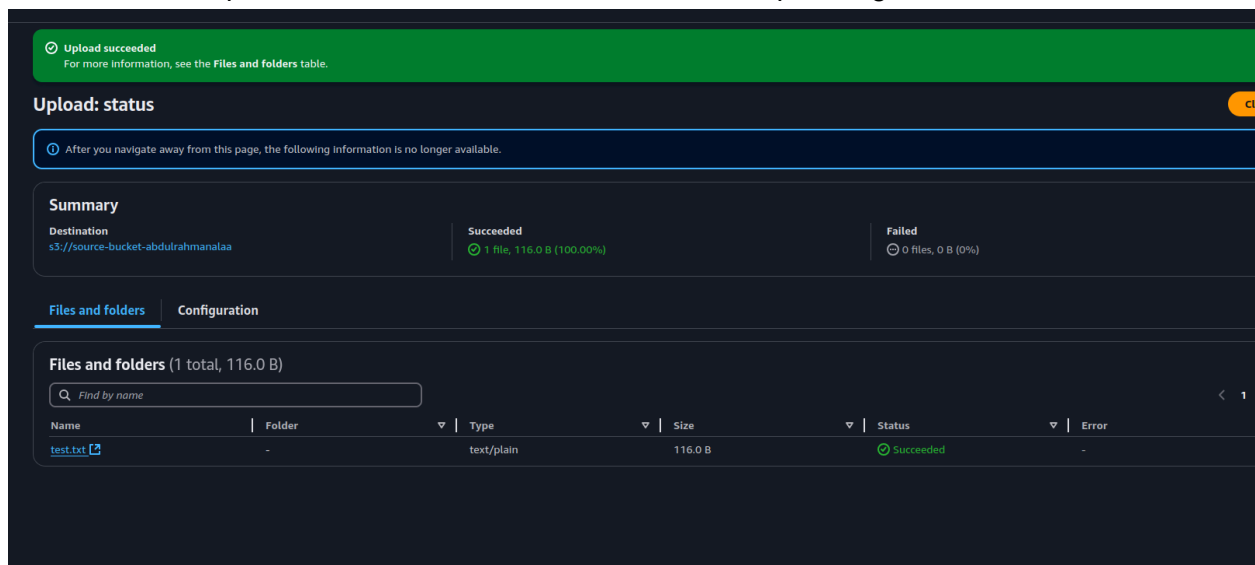 Upload succeeded
For more information, see the Files and folders table.
Upload: status
After you navigate away from this page, the following information is no longer available.
Summary
Destination
s3://source-bucket-abdulrahmanalaa
Succeeded
1 file, 116.0 B (100.00%)
Failed
0 files, 0 B (0%)
Files and folders
Configuration
Files and folders (1 total, 116.0 B)
Find by name
1
Name Folder Type Size Status Error
test.txt - text/plain 116.0 B Succeeded -